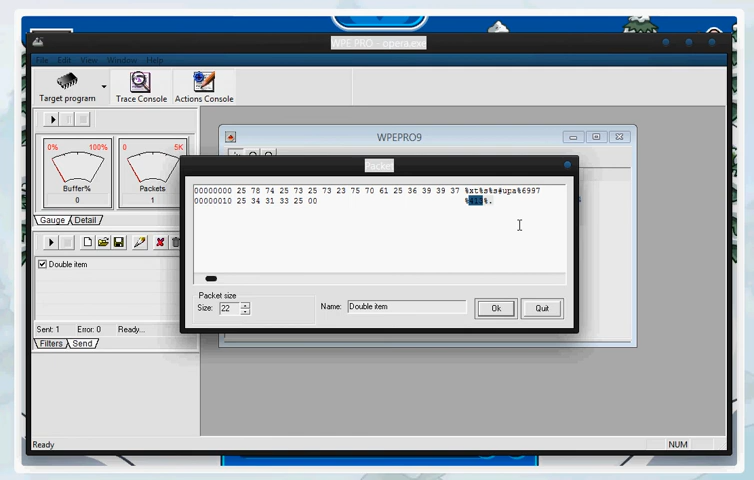 WPE PRO - opera.exe
File Edit View Window Help
Target program
Trace Console
Actions Console
0% 100%
Buffer%
0
0 5K
Packets
1
Gauge Detail
Double item
Sent: 1 Error: 0 Ready...
Filters Send
WPEPRO9
Packet
00000000 25 78 74 25 73 25 73 23 75 70 61 25 36 39 39 37 %xt%s%s#upa%6997
00000010 25 34 31 33 25 00 %413%.
Packet size
Size: 22
Name: Double item
Ok
Quit
Ready
NUM